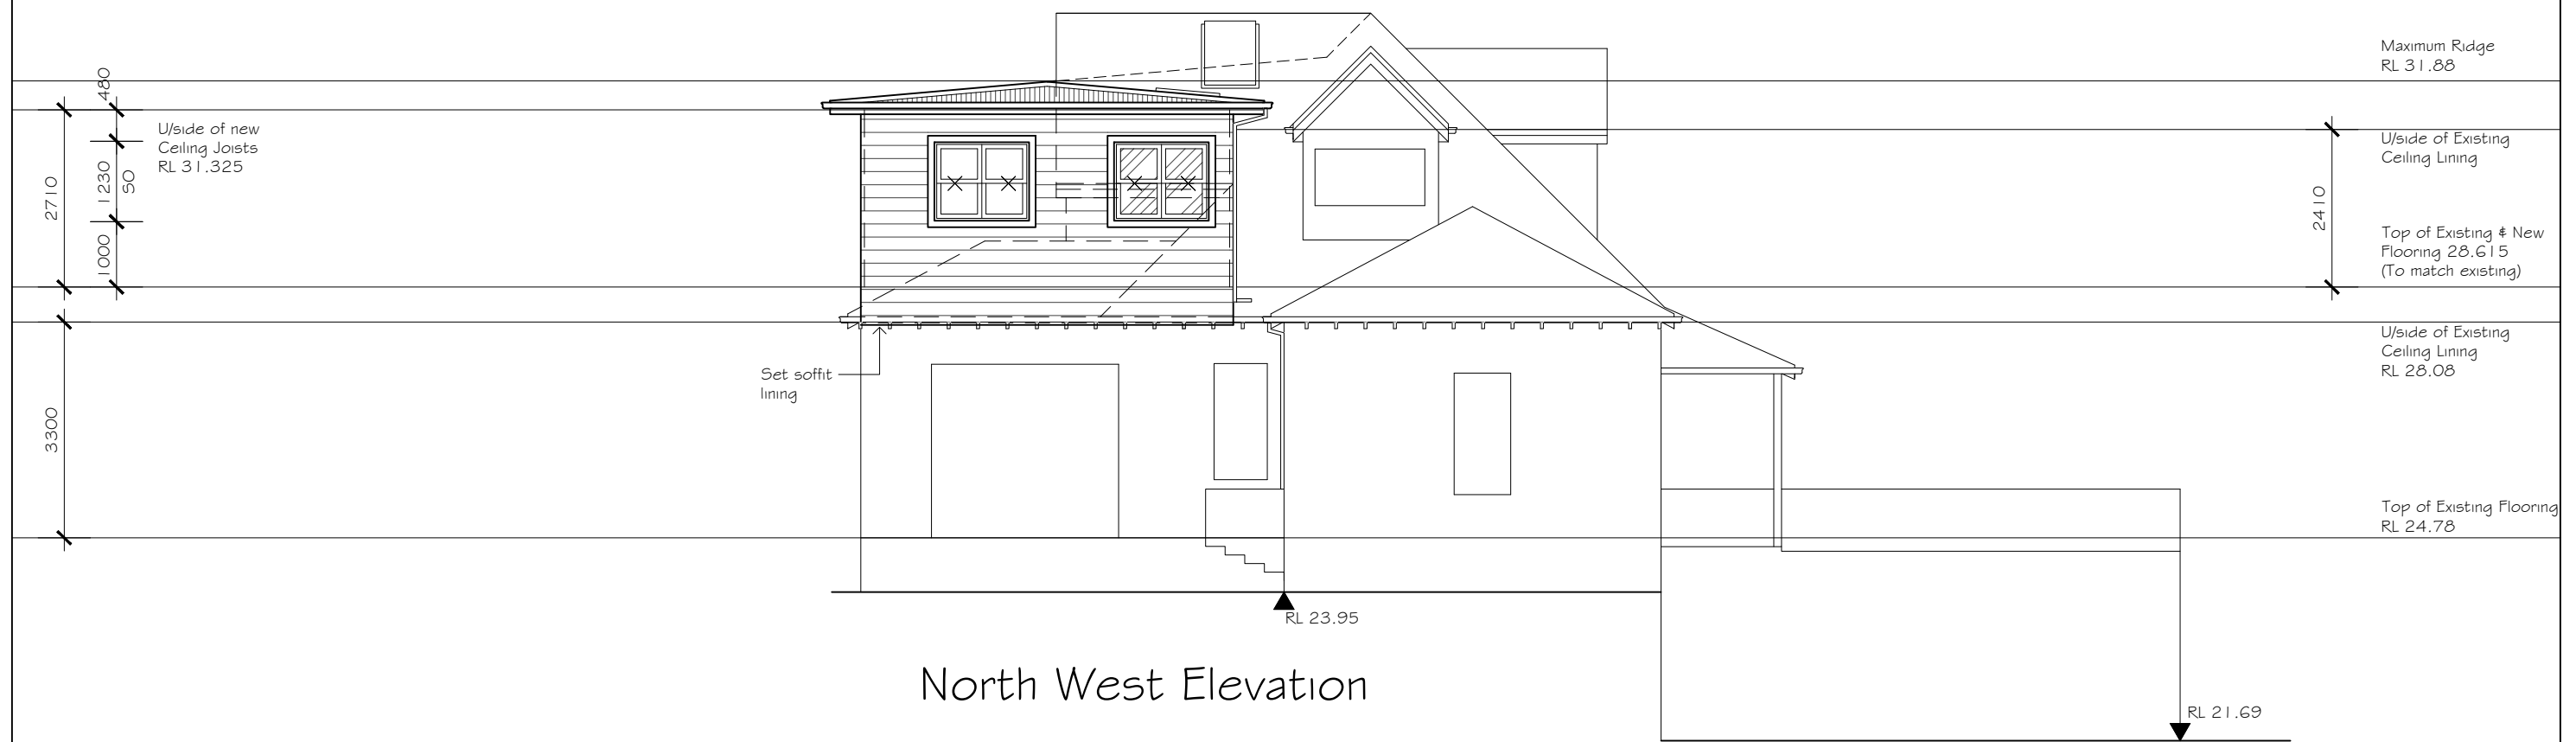 Maximum Ridge
RL 31.88
480
U/side of new
Ceiling Joists
RL 31.325
2710
1230
50
1000
U/side of Existing
Ceiling Lining
2410
Top of Existing & New
Flooring 28.615
(To match existing)
U/side of Existing
Ceiling Lining
RL 28.08
Set soffit
lining
3300
Top of Existing Flooring
RL 24.78
RL 23.95
North West Elevation
RL 21.69